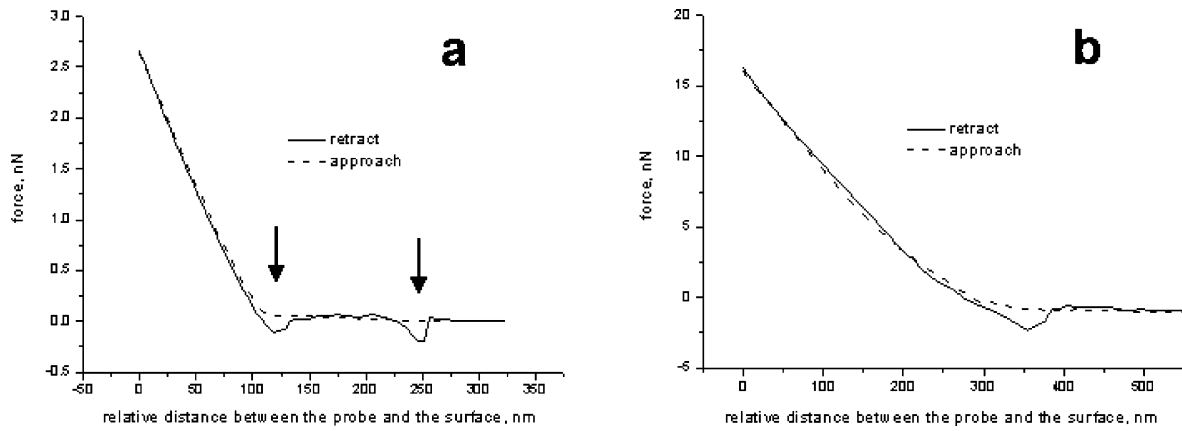 a
3.0
2.5
2.0
1.5
1.0
0.5
0.0
-0.5
force, nN
retract
approach
-50 0 50 100 150 200 250 300 350
relative distance between the probe and the surface, nm
b
20
15
10
5
0
-5
force, nN
retract
approach
0 100 200 300 400 500
relative distance between the probe and the surface, nm